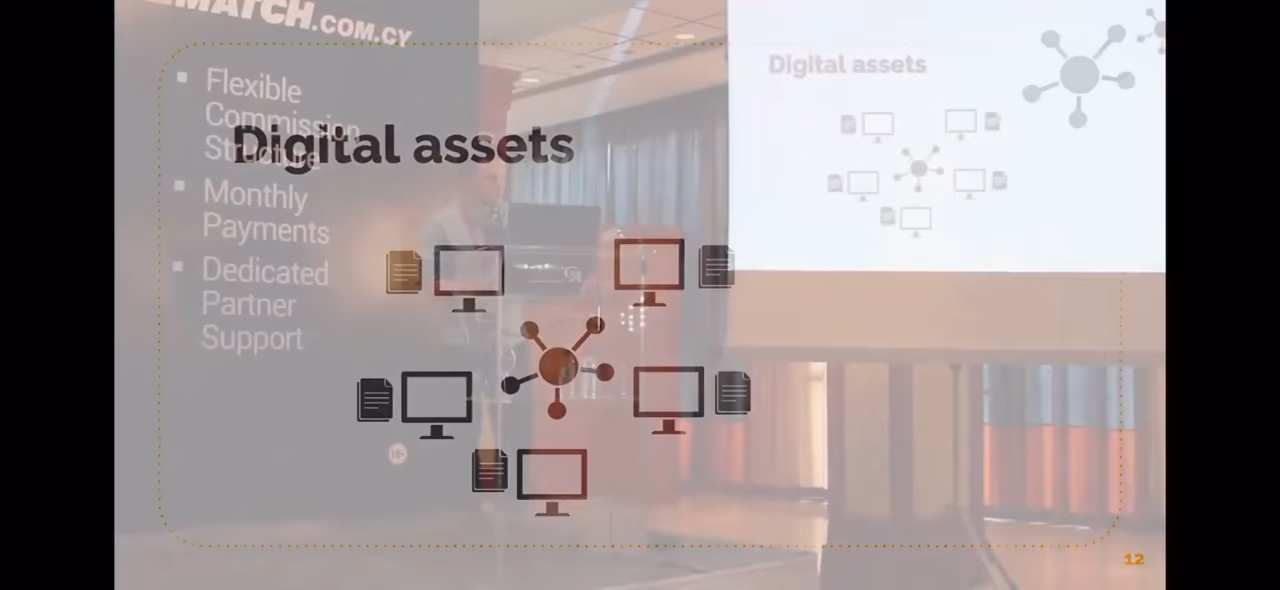 MATCH.COM.CY
Flexible
Commission
Structure
Monthly
Payments
Dedicated
Partner
Support
Digital assets
Digital assets
12